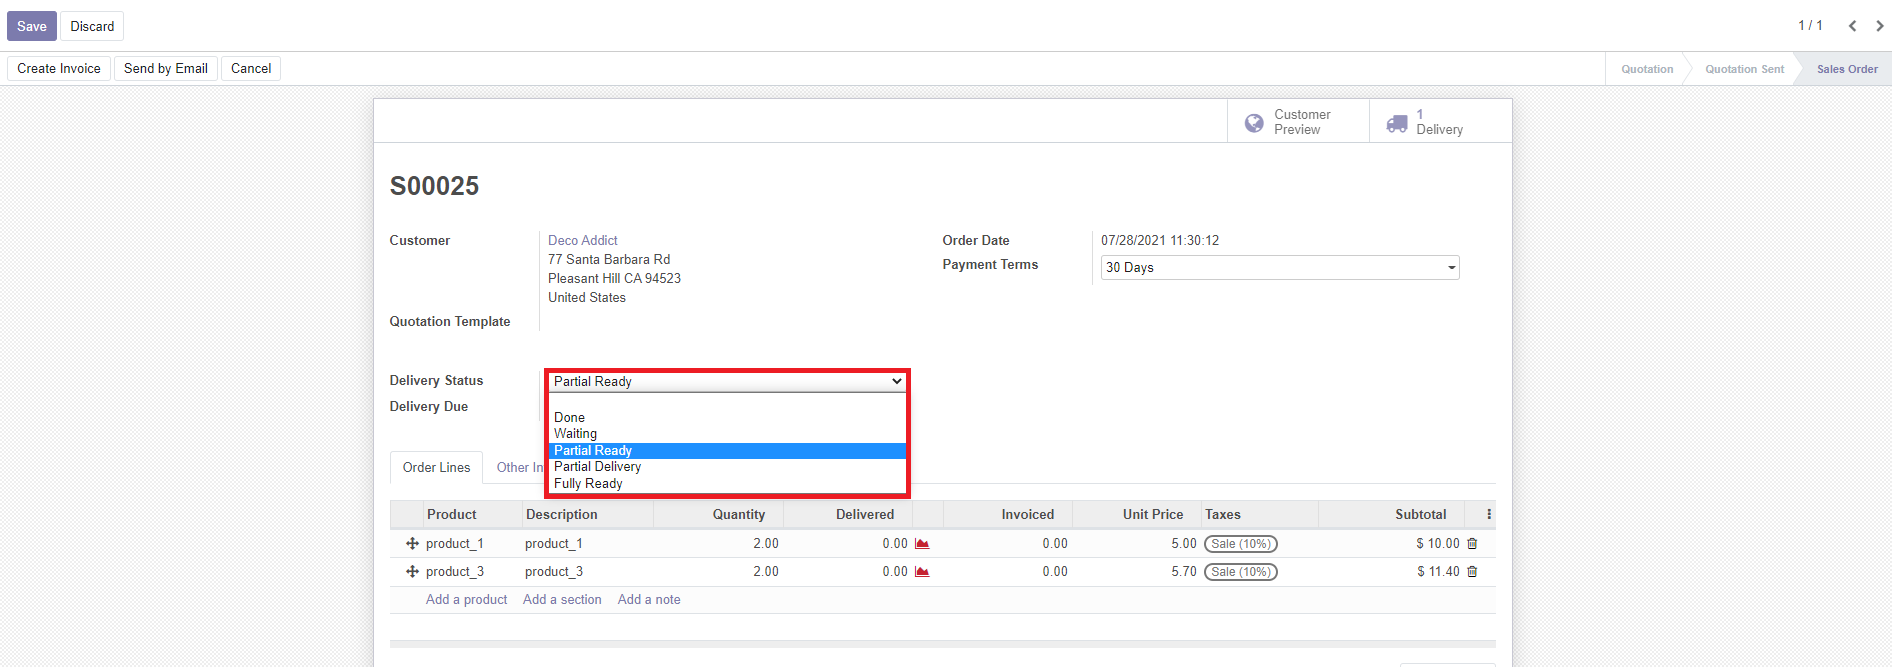 Save Discard 1 / 1
Create Invoice Send by Email Cancel Quotation Quotation Sent Sales Order
Customer Preview 1 Delivery
S00025
Customer Deco Addict Order Date 07/28/2021 11:30:12
77 Santa Barbara Rd Payment Terms 30 Days
Pleasant Hill CA 94523
United States
Quotation Template
Delivery Status Partial Ready
Delivery Due
Done
Waiting
Partial Ready
Partial Delivery
Fully Ready
Order Lines Other In
Product Description Quantity Delivered Invoiced Unit Price Taxes Subtotal
product_1 product_1 2.00 0.00 0.00 5.00 Sale (10%) $ 10.00
product_3 product_3 2.00 0.00 0.00 5.70 Sale (10%) $ 11.40
Add a product Add a section Add a note